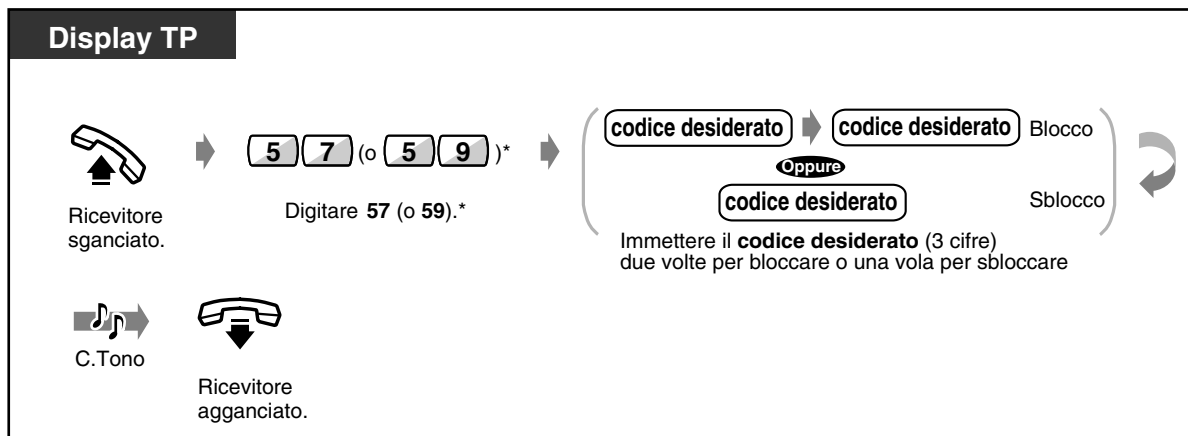 Display TP
Ricevitore
sganciato.
5 7 (o 5 9 )*
Digitare 57 (o 59).*
codice desiderato codice desiderato Blocco
Oppure
codice desiderato Sblocco
Immettere il codice desiderato (3 cifre)
due volte per bloccare o una vola per sbloccare
C.Tono
Ricevitore
agganciato.